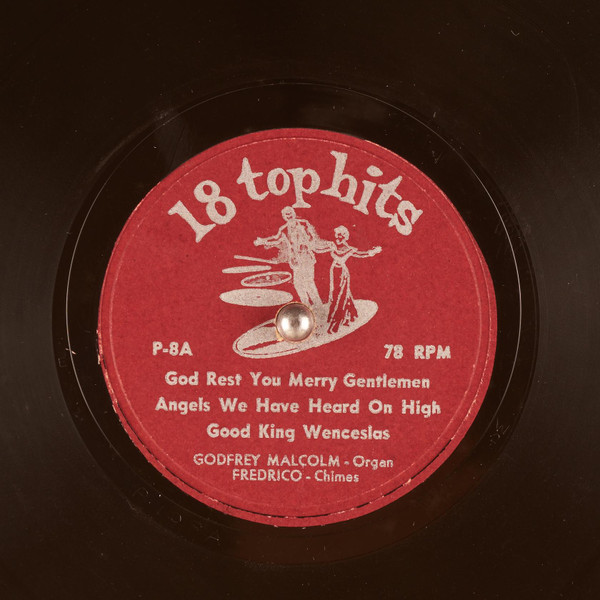 18 top hits
P-8A 78 RPM
God Rest You Merry Gentlemen
Angels We Have Heard On High
Good King Wenceslas
GODFREY MALCOLM - Organ
FREDRICO - Chimes